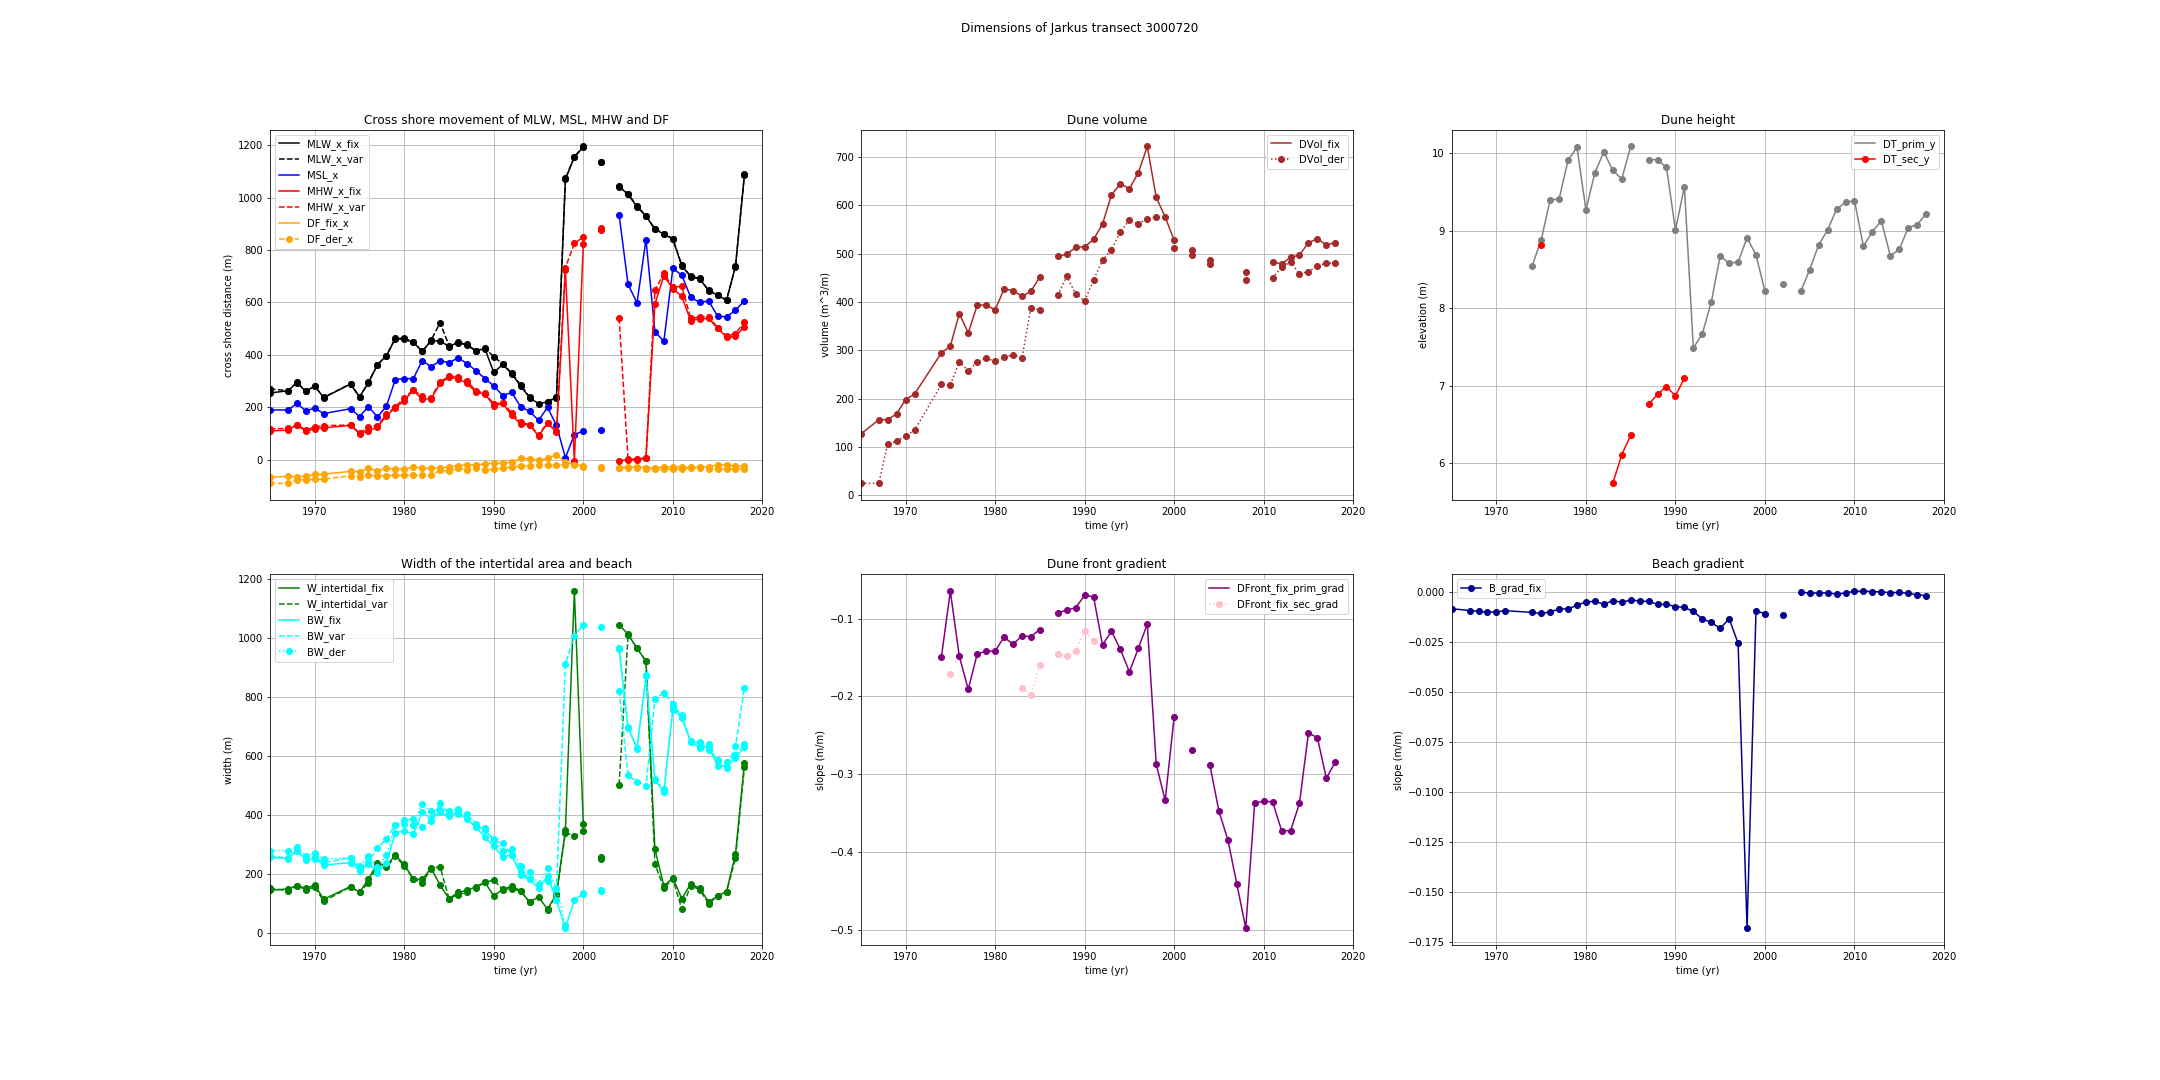 Dimensions of Jarkus transect 3000720
Cross shore movement of MLW, MSL, MHW and DF
1200
1000
800
600
400
200
0
cross shore distance (m)
MLW_x_fix
MLW_x_var
MSL_x
MHW_x_fix
MHW_x_var
DF_fix_x
DF_der_x
1970 1980 1990 2000 2010 2020
time (yr)
Dune volume
700
600
500
400
300
200
100
0
volume (m^3/m)
DVol_fix
DVol_der
1970 1980 1990 2000 2010 2020
time (yr)
Dune height
10
9
8
7
6
elevation (m)
DT_prim_y
DT_sec_y
1970 1980 1990 2000 2010 2020
time (yr)
Width of the intertidal area and beach
1200
1000
800
600
400
200
0
width (m)
W_intertidal_fix
W_intertidal_var
BW_fix
BW_var
BW_der
1970 1980 1990 2000 2010 2020
time (yr)
Dune front gradient
−0.1
−0.2
−0.3
−0.4
−0.5
slope (m/m)
DFront_fix_prim_grad
DFront_fix_sec_grad
1970 1980 1990 2000 2010 2020
time (yr)
Beach gradient
0.000
−0.025
−0.050
−0.075
−0.100
−0.125
−0.150
−0.175
slope (m/m)
B_grad_fix
1970 1980 1990 2000 2010 2020
time (yr)